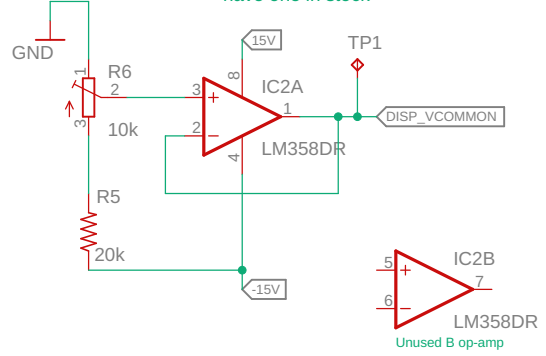 15V
TP1
GND
1
R6
2
3
8
IC2A
3
1
DISP_VCOMMON
10k
2
4
LM358DR
R5
20k
-15V
5
IC2B
7
6
LM358DR
Unused B op-amp